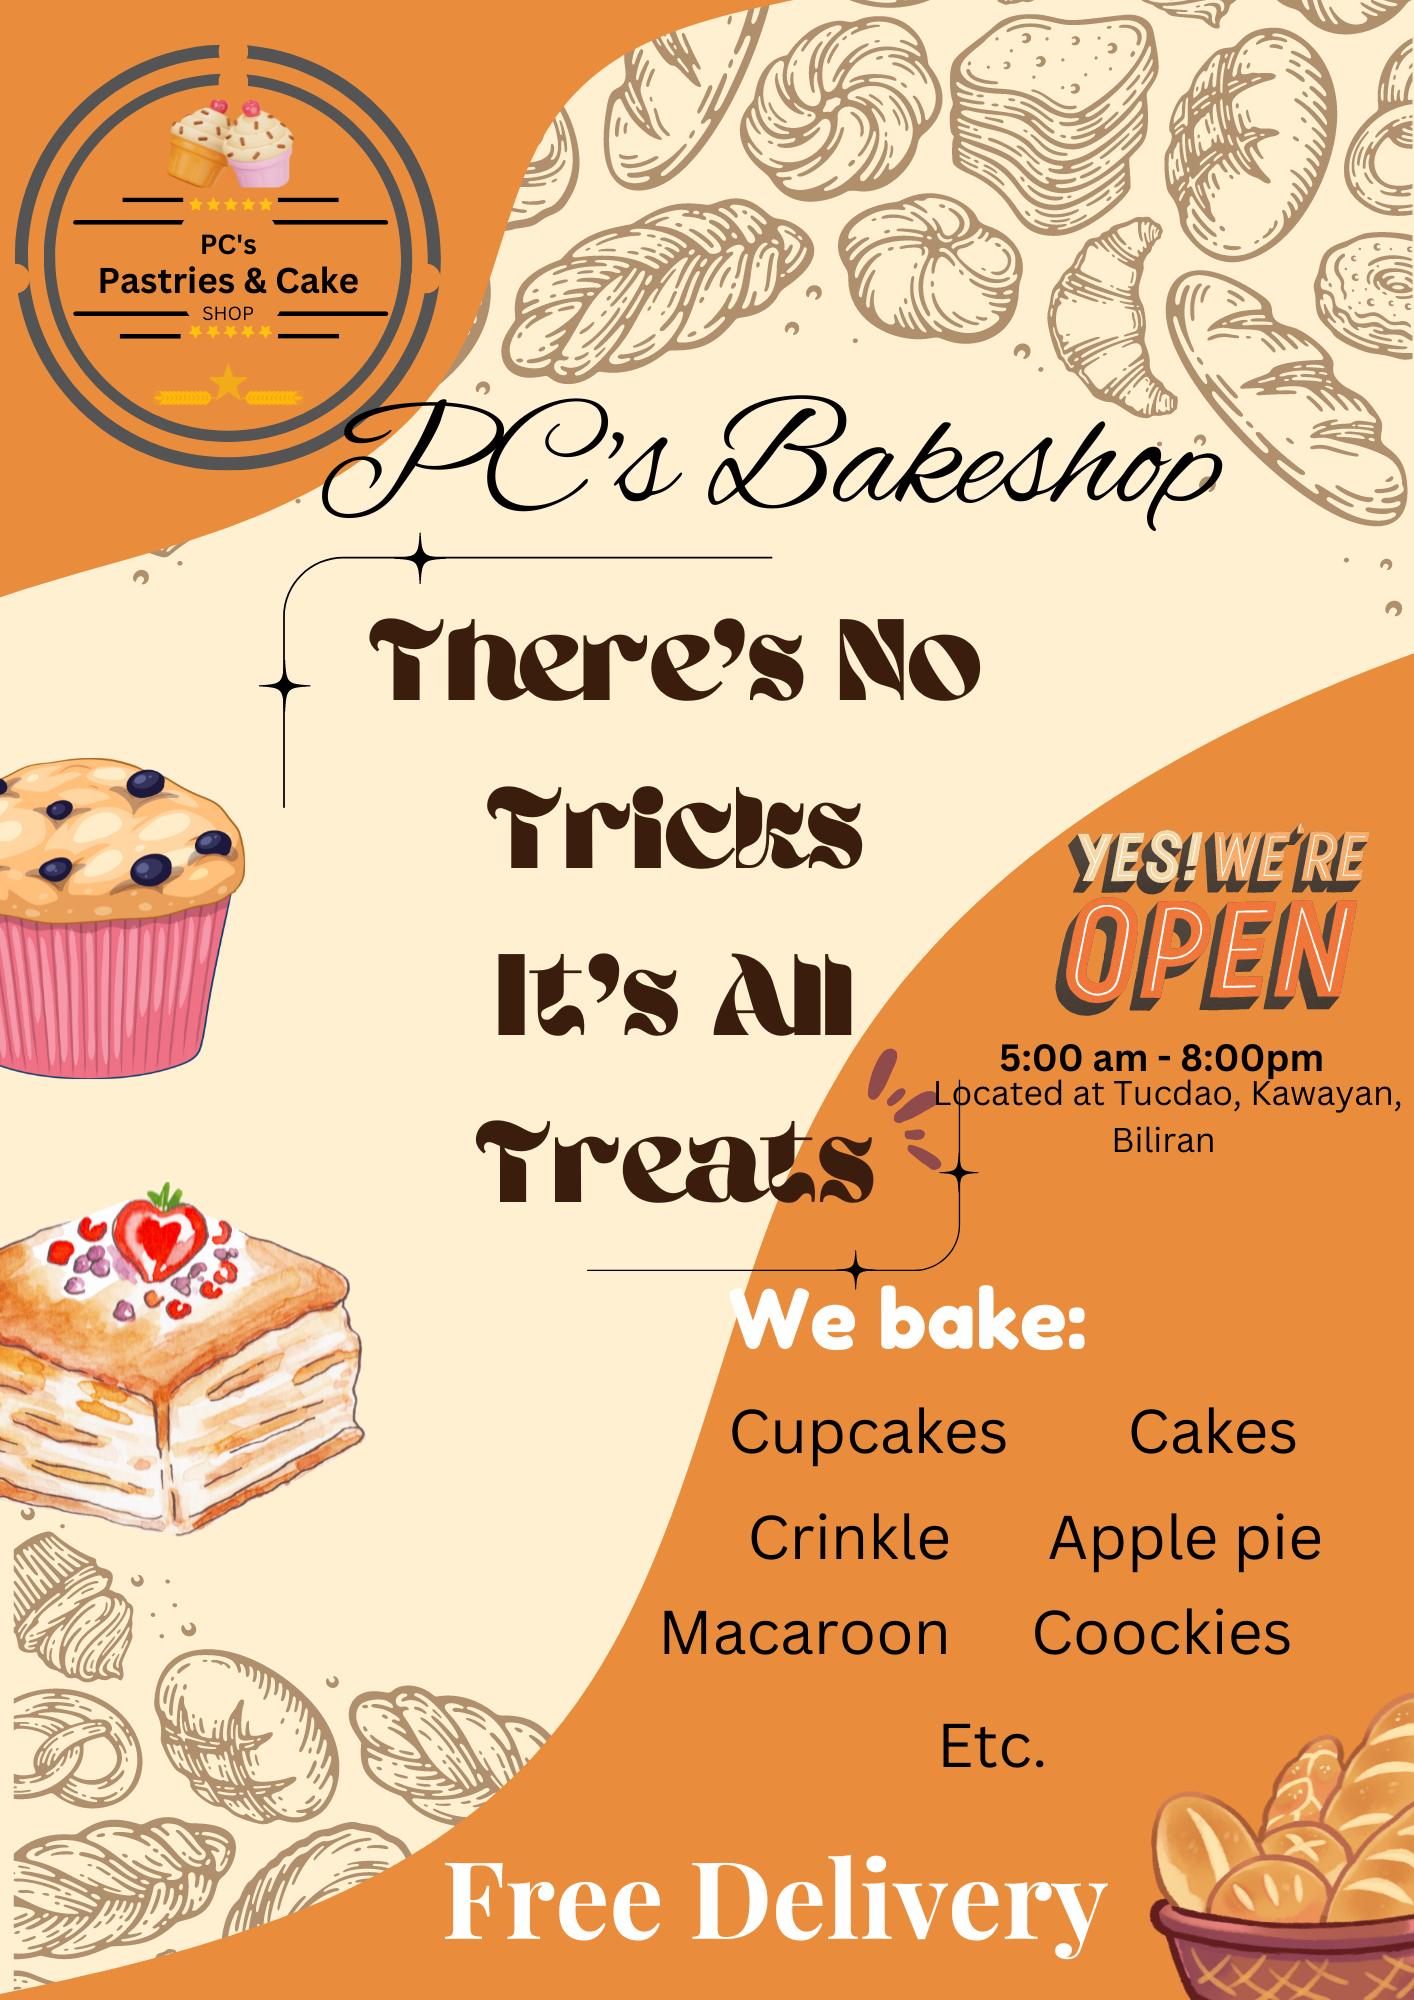 PC's
Pastries & Cake
SHOP
PC's Bakeshop
There's No
Tricks
It's All
Treats
YES! WE'RE
OPEN
5:00 am - 8:00pm
Located at Tucdao, Kawayan,
Biliran
We bake:
Cupcakes Cakes
Crinkle Apple pie
Macaroon Coockies
Etc.
Free Delivery